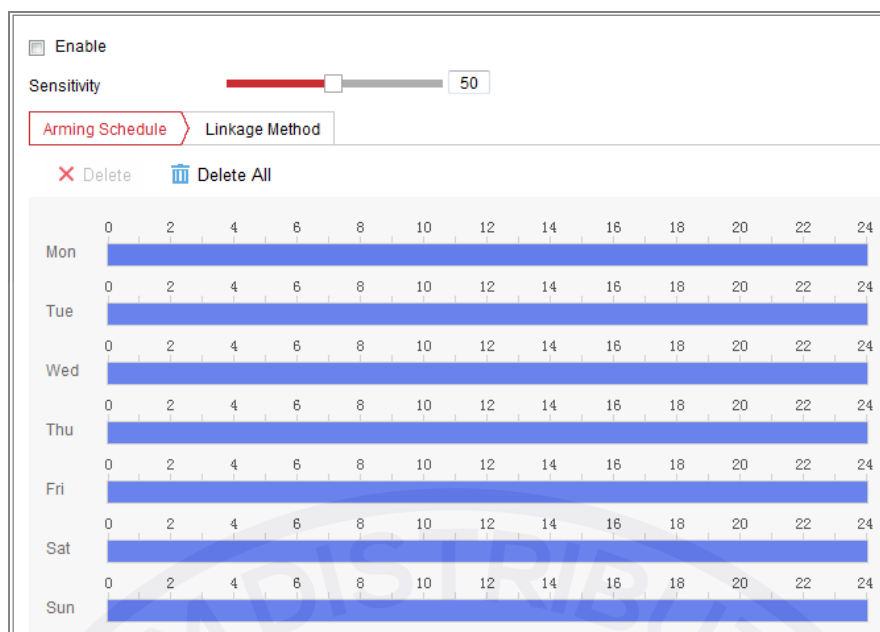 Enable
Sensitivity 50
Arming Schedule Linkage Method
Delete Delete All
0 2 4 6 8 10 12 14 16 18 20 22 24
Mon
0 2 4 6 8 10 12 14 16 18 20 22 24
Tue
0 2 4 6 8 10 12 14 16 18 20 22 24
Wed
0 2 4 6 8 10 12 14 16 18 20 22 24
Thu
0 2 4 6 8 10 12 14 16 18 20 22 24
Fri
0 2 4 6 8 10 12 14 16 18 20 22 24
Sat
0 2 4 6 8 10 12 14 16 18 20 22 24
Sun